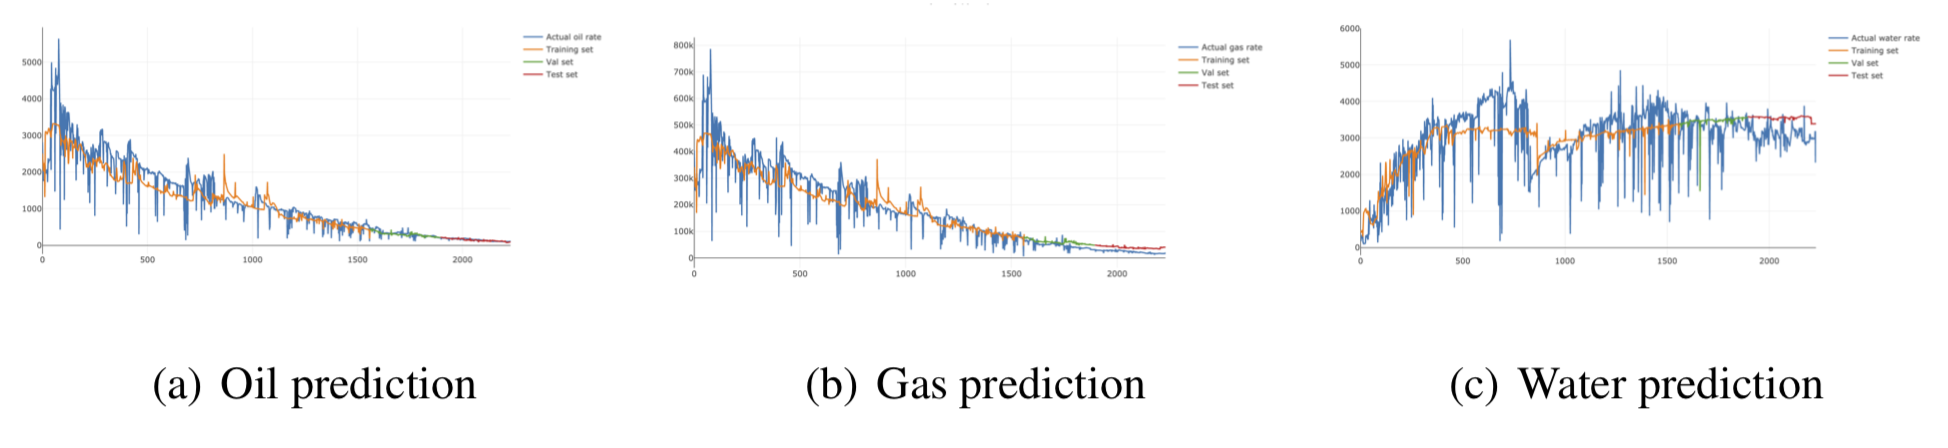 Actual oil rate
Training set
Val set
Test set
5000
4000
3000
2000
1000
0
0 500 1000 1500 2000
(a) Oil prediction
Actual gas rate
Training set
Val set
Test set
800k
700k
600k
500k
400k
300k
200k
100k
0
0 500 1000 1500 2000
(b) Gas prediction
Actual water rate
Training set
Val set
Test set
6000
5000
4000
3000
2000
1000
0
0 500 1000 1500 2000
(c) Water prediction